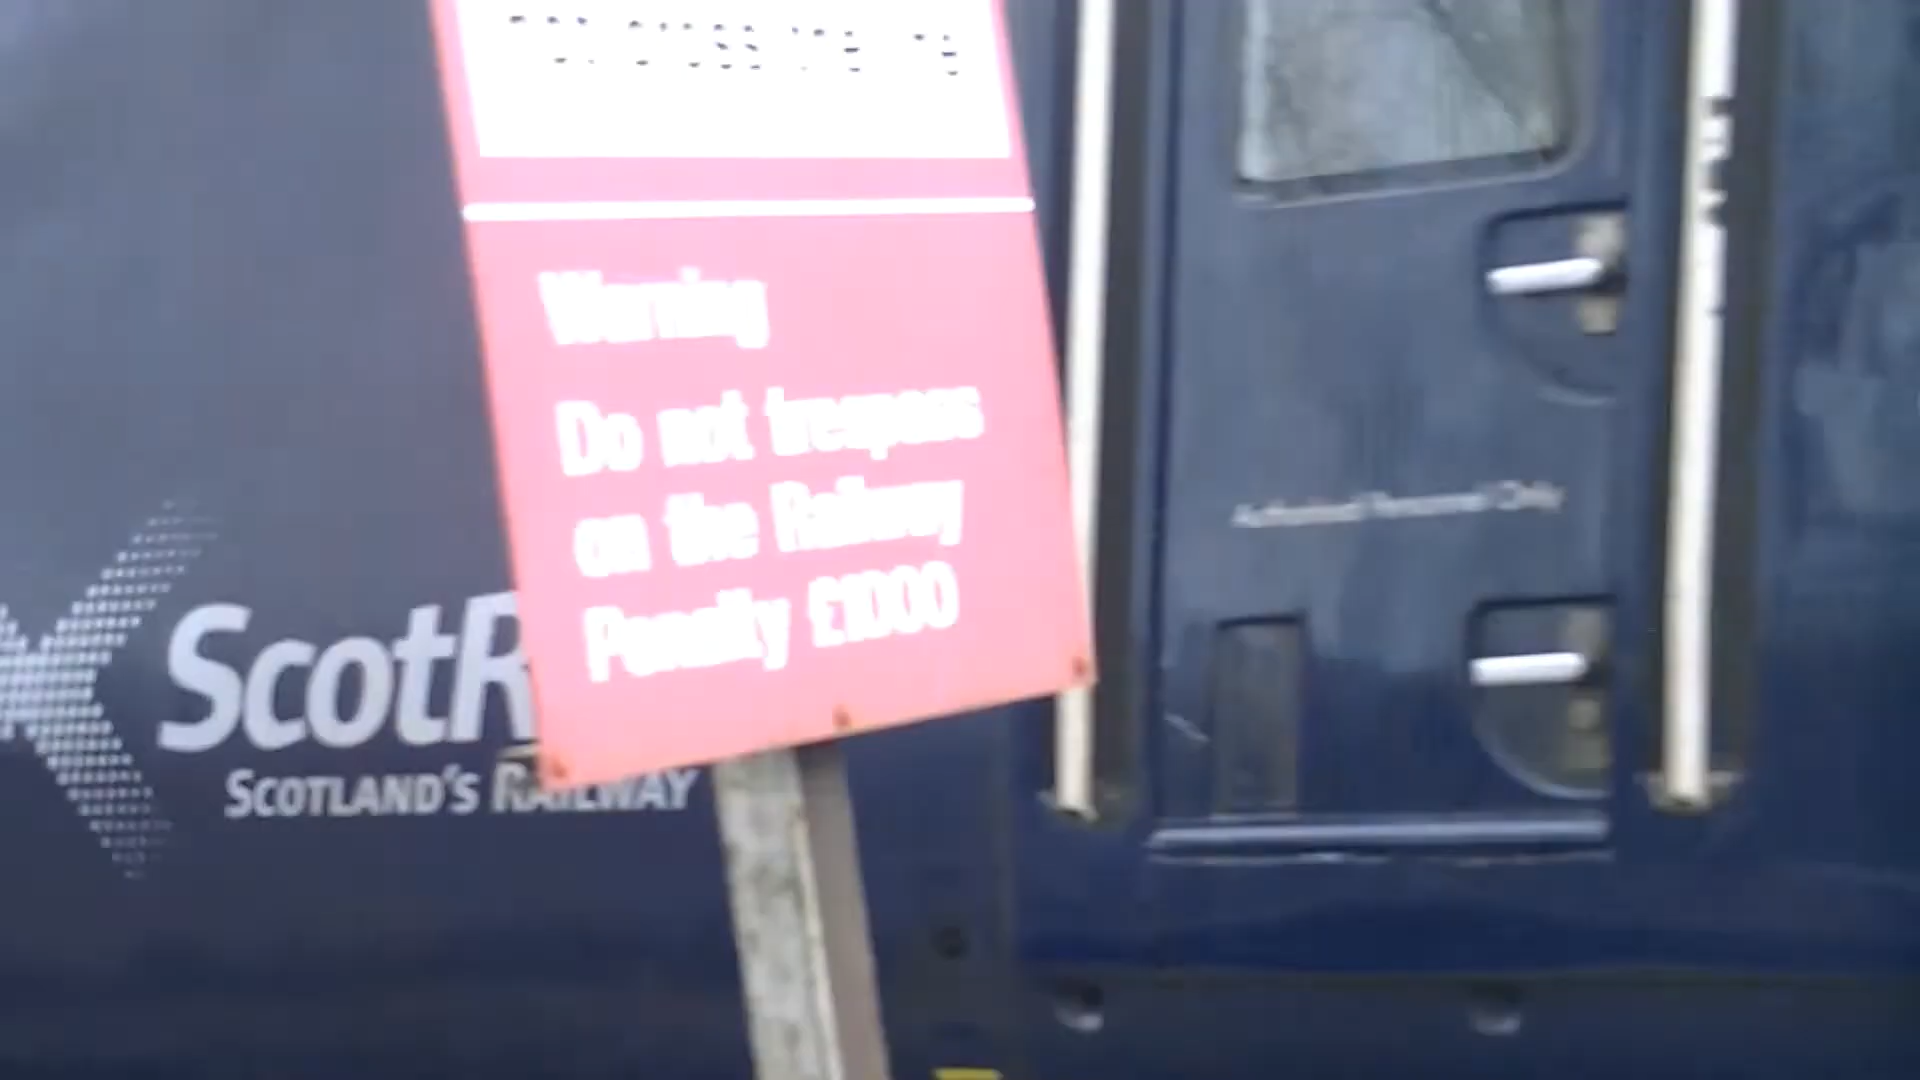 Warning
Do not trespass
on the Railway
Penalty £1000
ScotR
SCOTLAND'S RAILWAY
Authorised Personnel Only